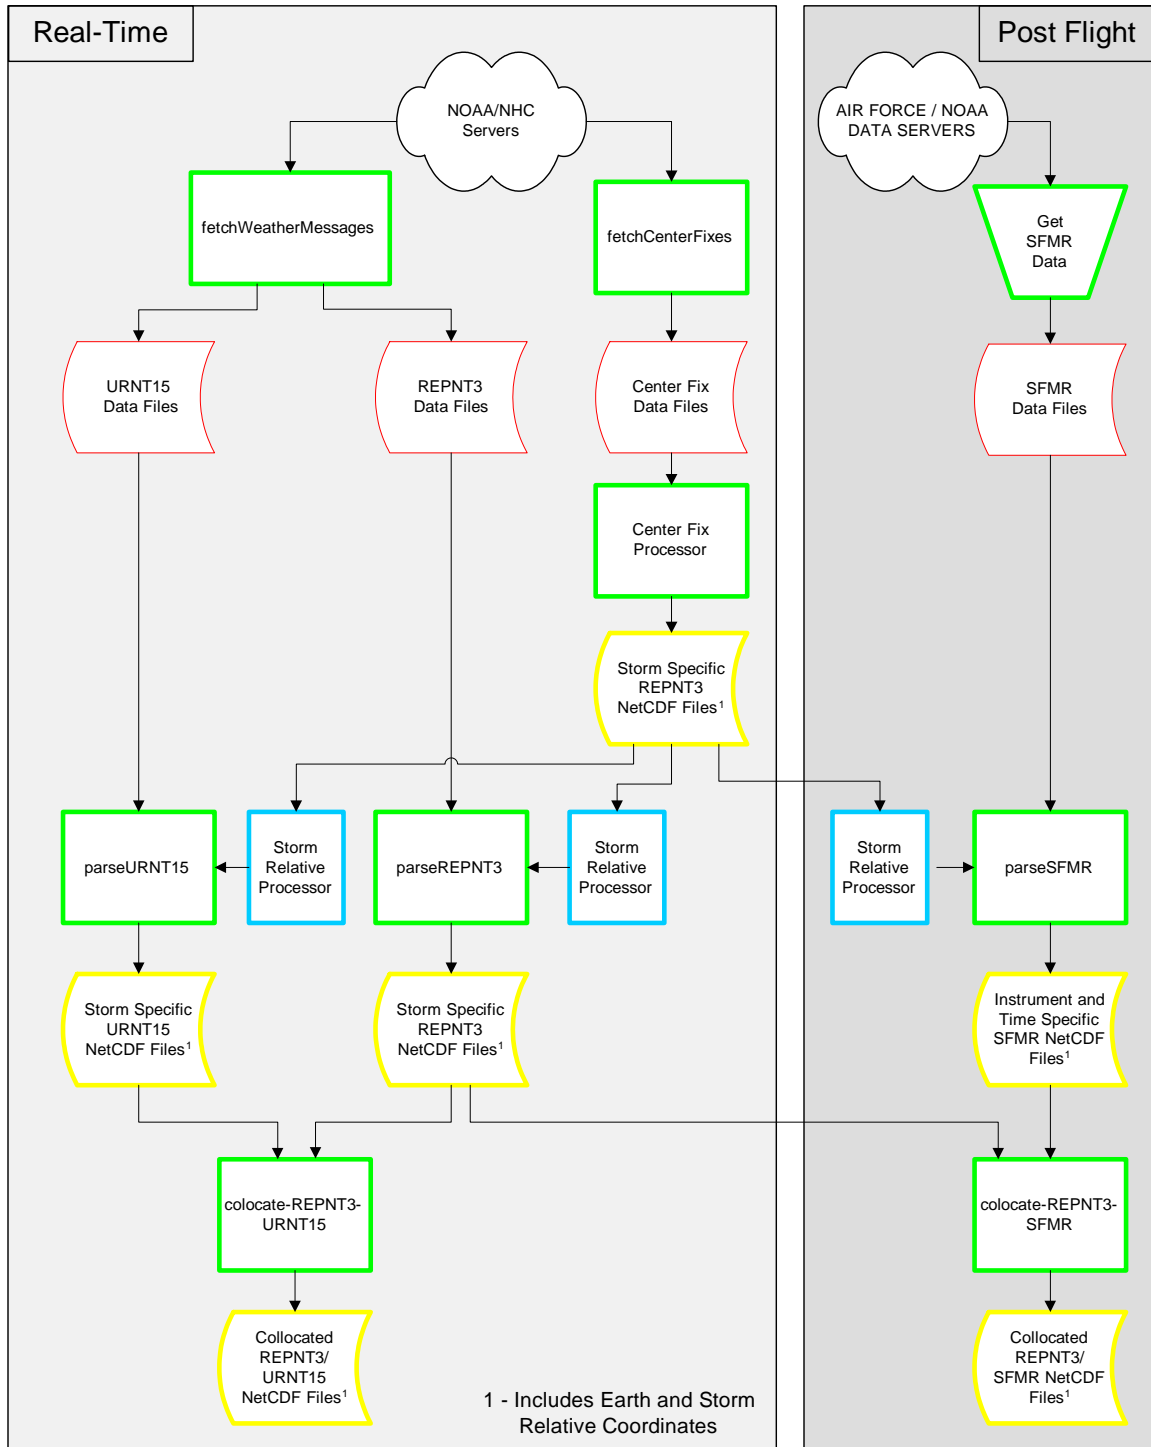 Real-Time
Post Flight
NOAA/NHC
Servers
AIR FORCE / NOAA
DATA SERVERS
fetchWeatherMessages
fetchCenterFixes
Get
SFMR
Data
URNT15
Data Files
REPNT3
Data Files
Center Fix
Data Files
SFMR
Data Files
Center Fix
Processor
Storm Specific
REPNT3
NetCDF Files¹
parseURNT15
Storm
Relative
Processor
parseREPNT3
Storm
Relative
Processor
Storm
Relative
Processor
parseSFMR
Storm Specific
URNT15
NetCDF Files¹
Storm Specific
REPNT3
NetCDF Files¹
Instrument and
Time Specific
SFMR NetCDF
Files¹
colocate-REPNT3-
URNT15
colocate-REPNT3-
SFMR
Collocated
REPNT3/
URNT15
NetCDF Files¹
Collocated
REPNT3/
SFMR NetCDF
Files¹
1 - Includes Earth and Storm
Relative Coordinates